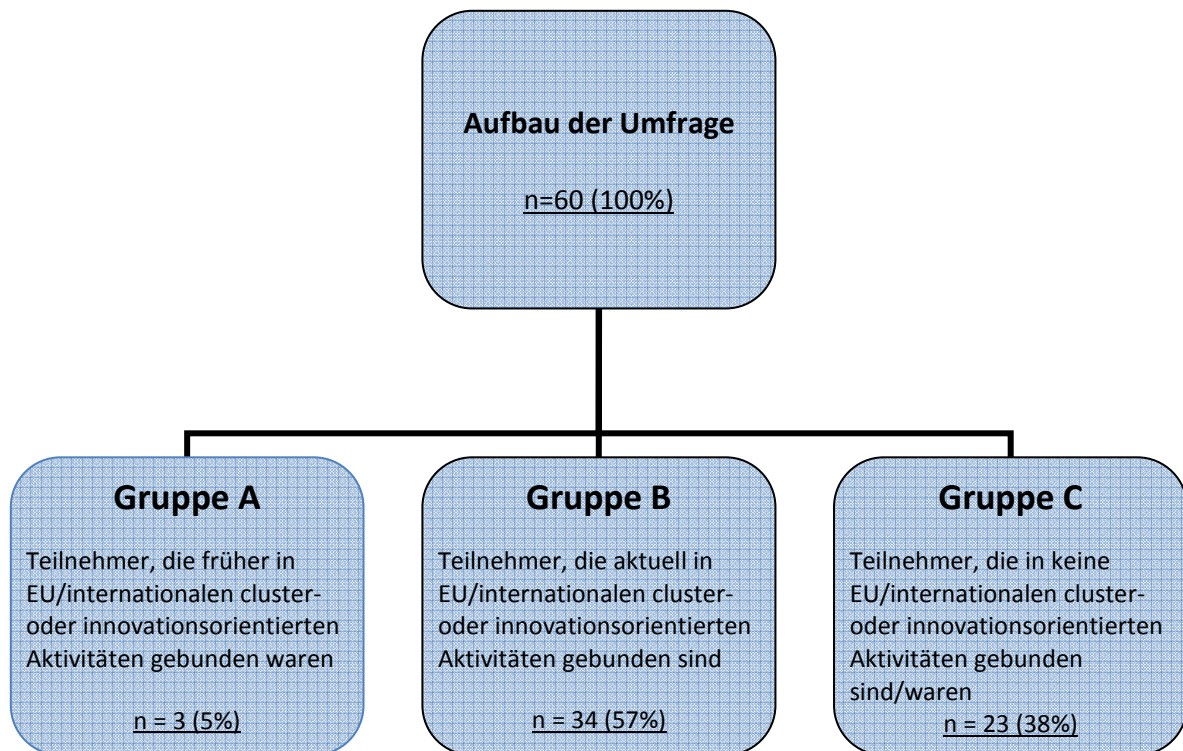 Aufbau der Umfrage
n=60 (100%)
Gruppe A
Teilnehmer, die früher in
EU/internationalen cluster-
oder innovationsorientierten
Aktivitäten gebunden waren
n = 3 (5%)
Gruppe B
Teilnehmer, die aktuell in
EU/internationalen cluster-
oder innovationsorientierten
Aktivitäten gebunden sind
n = 34 (57%)
Gruppe C
Teilnehmer, die in keine
EU/internationalen cluster-
oder innovationsorientierten
Aktivitäten gebunden
sind/waren
n = 23 (38%)